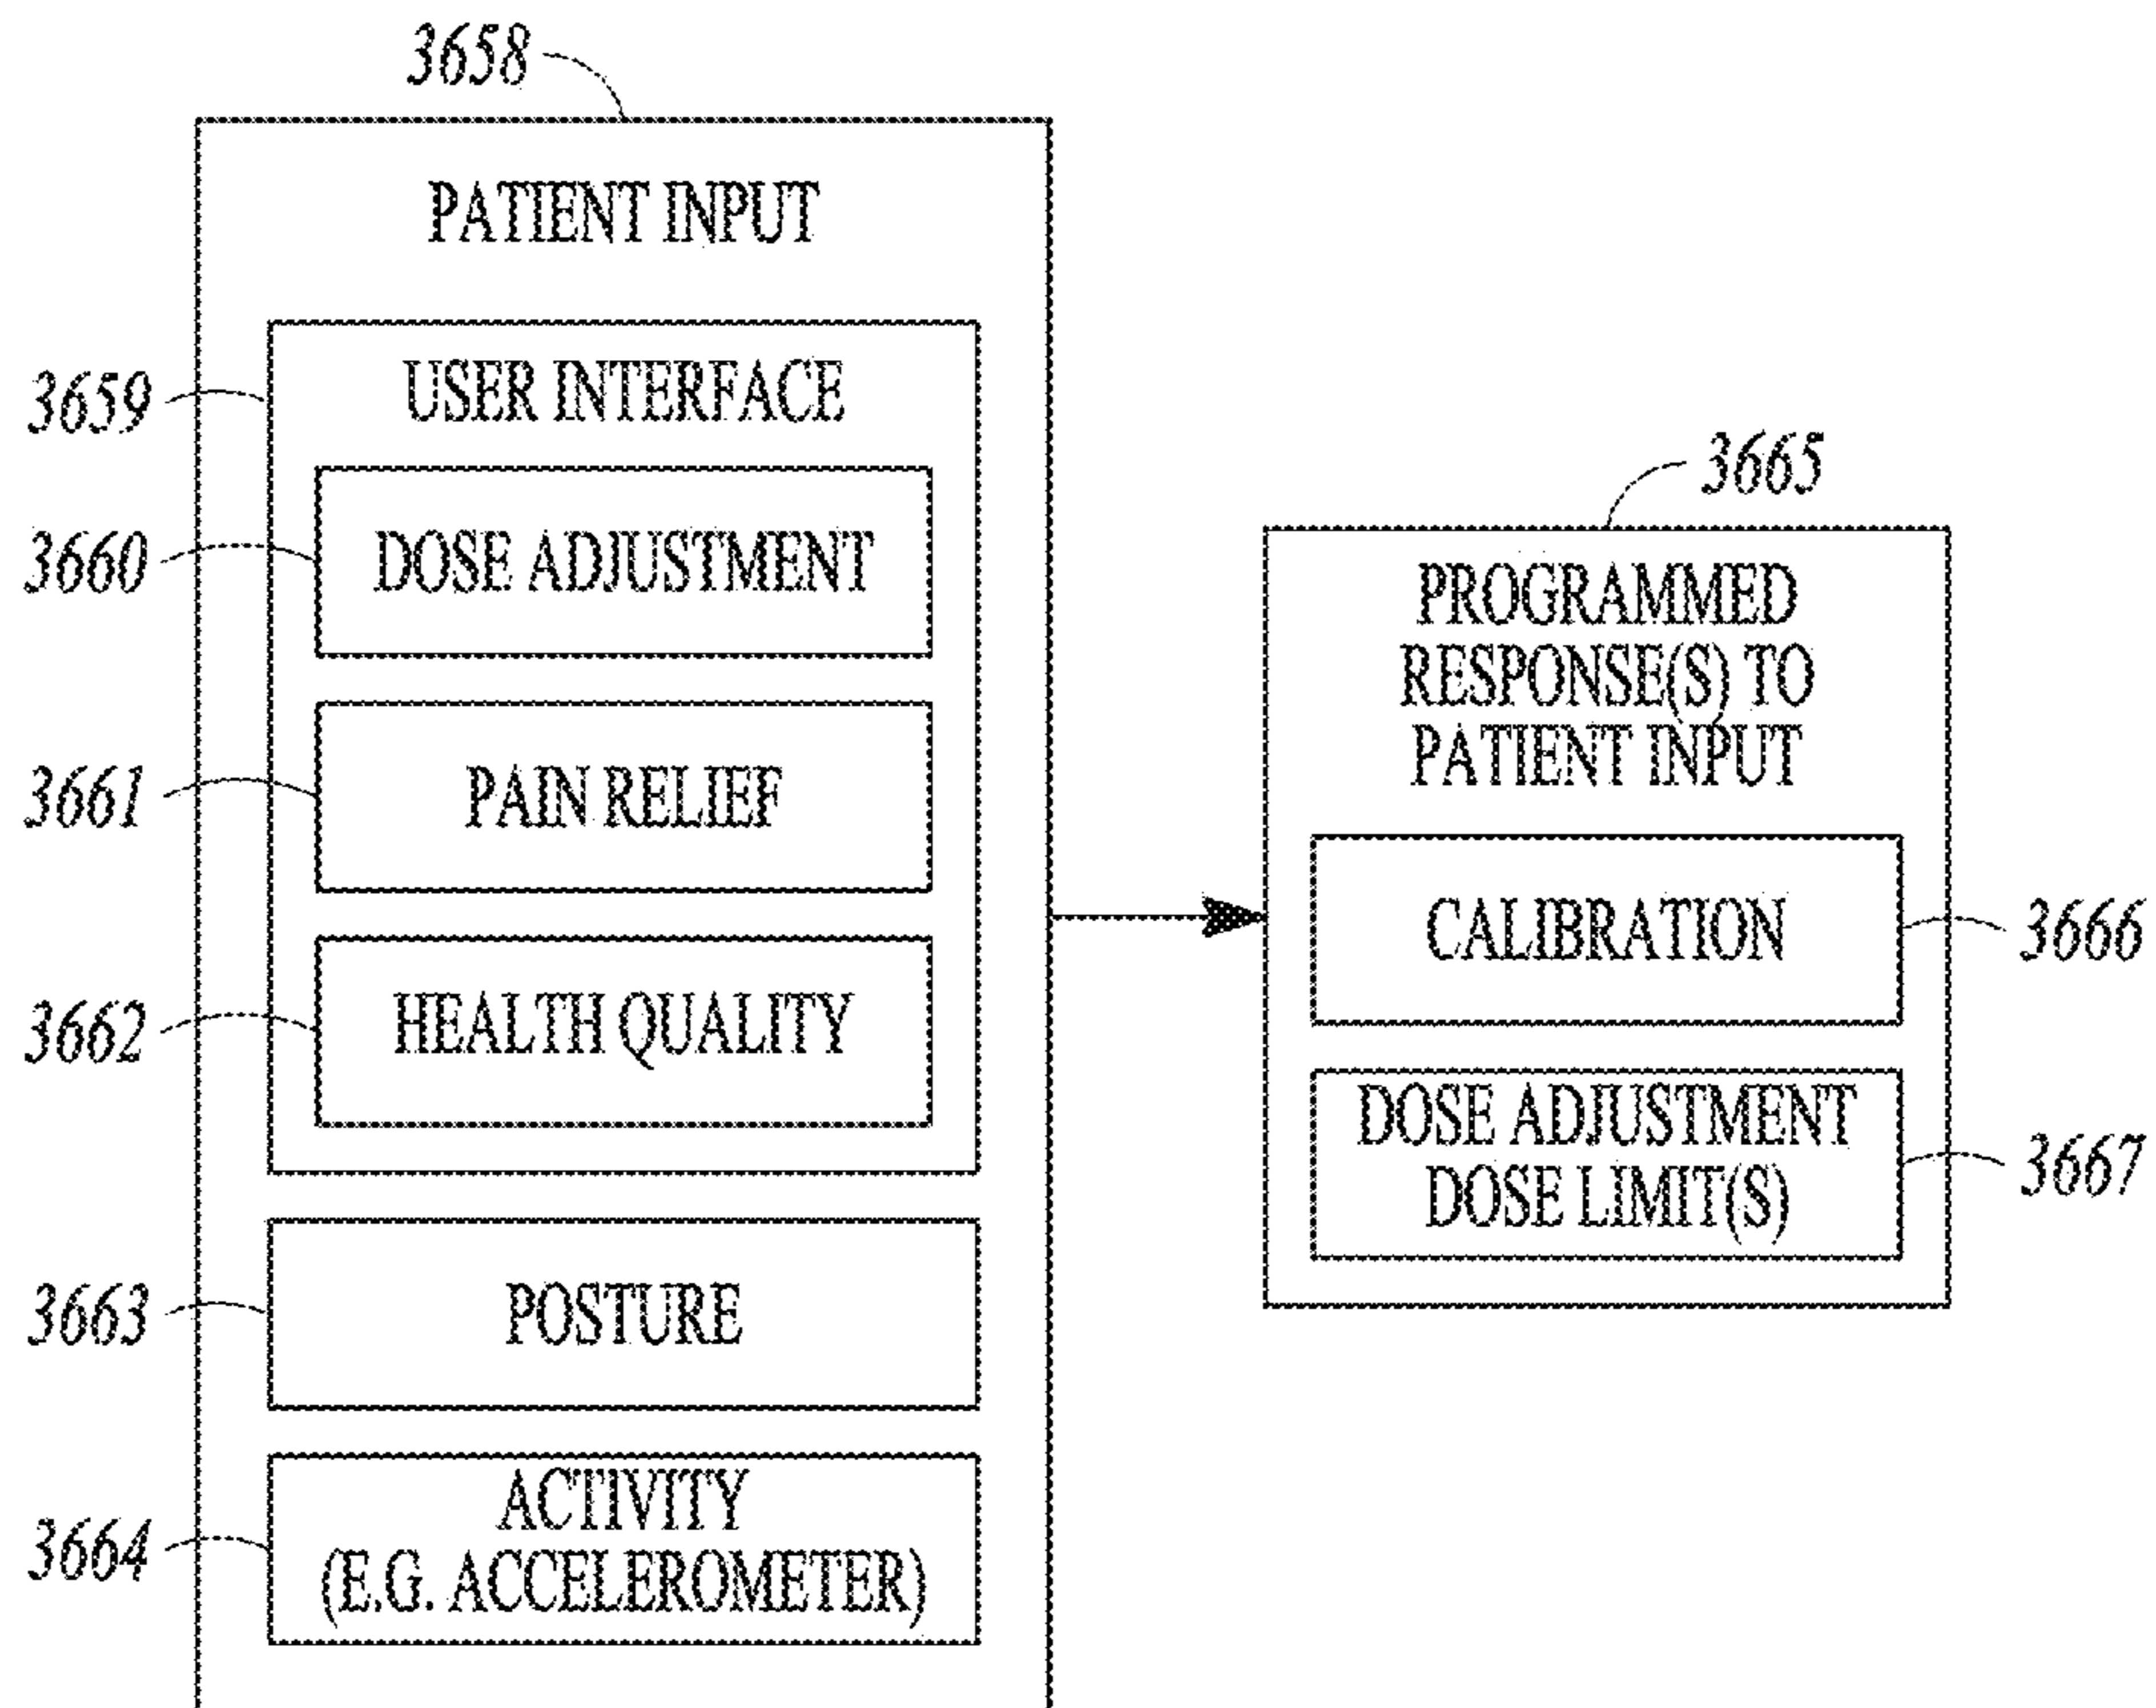 3658
PATIENT INPUT
3659
USER INTERFACE
3660
DOSE ADJUSTMENT
3661
PAIN RELIEF
3662
HEALTH QUALITY
3663
POSTURE
3664
ACTIVITY
(E.G. ACCELEROMETER)
3665
PROGRAMMED
RESPONSE(S) TO
PATIENT INPUT
CALIBRATION
3666
DOSE ADJUSTMENT
DOSE LIMIT(S)
3667